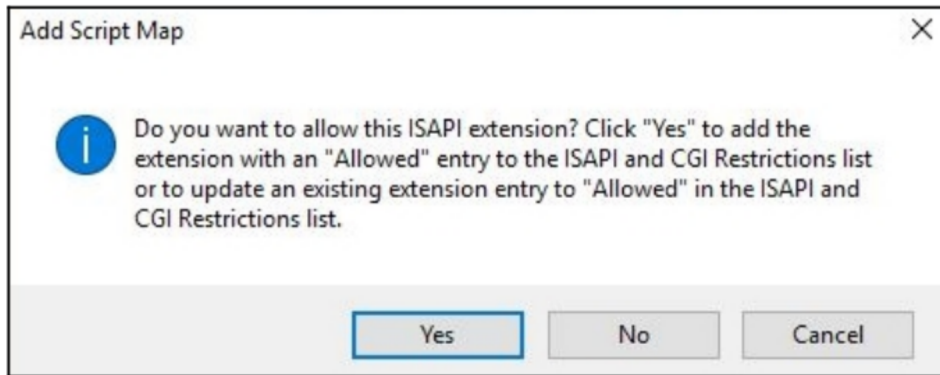 Add Script Map
Do you want to allow this ISAPI extension? Click "Yes" to add the
extension with an "Allowed" entry to the ISAPI and CGI Restrictions list
or to update an existing extension entry to "Allowed" in the ISAPI and
CGI Restrictions list.
Yes No Cancel